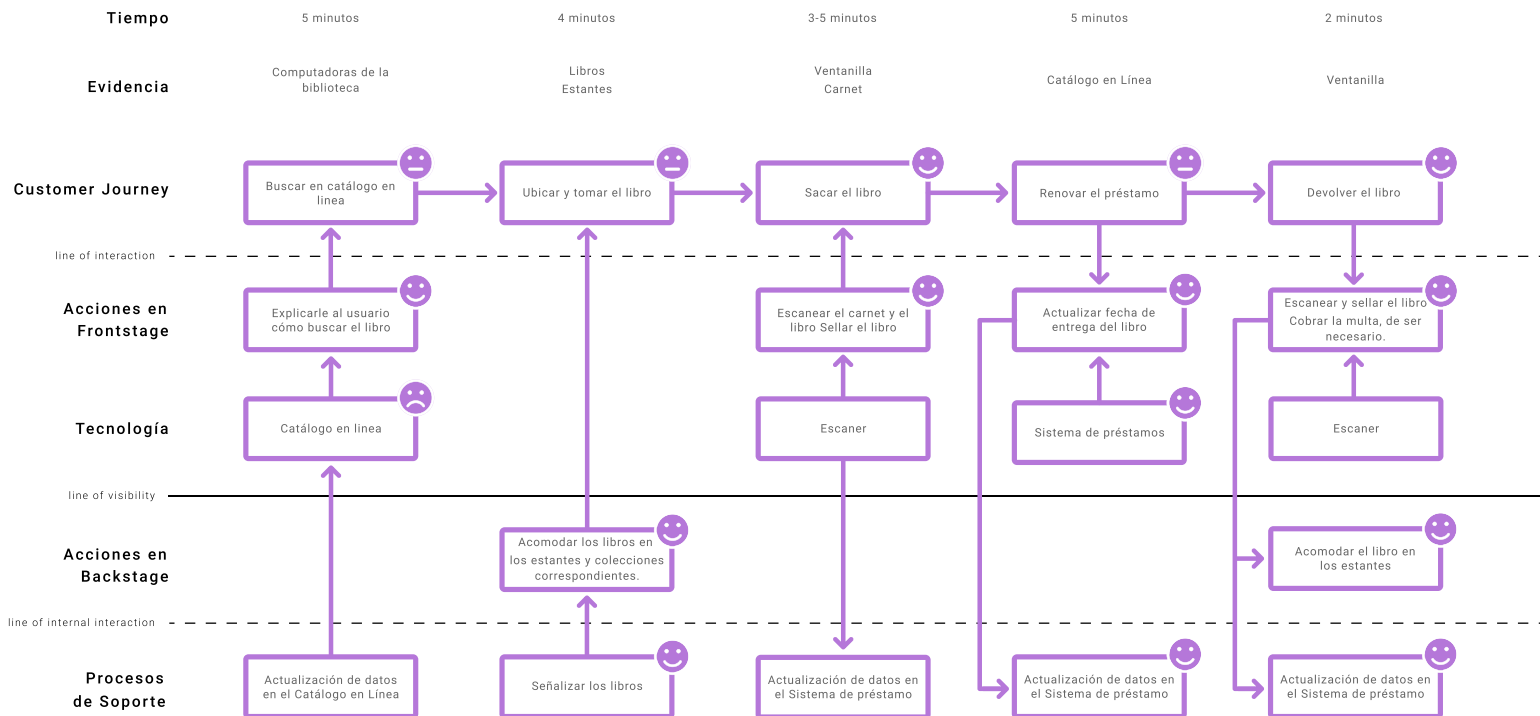 Tiempo
5 minutos
4 minutos
3-5 minutos
5 minutos
2 minutos
Evidencia
Computadoras de la
biblioteca
Libros
Estantes
Ventanilla
Carnet
Catálogo en Línea
Ventanilla
Customer Journey
Buscar en catálogo en
linea
Ubicar y tomar el libro
Sacar el libro
Renovar el préstamo
Devolver el libro
line of interaction
Acciones en
Frontstage
Explicarle al usuario
cómo buscar el libro
Escanear el carnet y el
libro Sellar el libro
Actualizar fecha de
entrega del libro
Escanear y sellar el libro
Cobrar la multa, de ser
necesario.
Tecnología
Catálogo en linea
Escaner
Sistema de préstamos
Escaner
line of visibility
Acciones en
Backstage
Acomodar los libros en
los estantes y colecciones
correspondientes.
Acomodar el libro en
los estantes
line of internal interaction
Procesos
de Soporte
Actualización de datos
en el Catálogo en Línea
Señalizar los libros
Actualización de datos en
el Sistema de préstamo
Actualización de datos en
el Sistema de préstamo
Actualización de datos en
el Sistema de préstamo